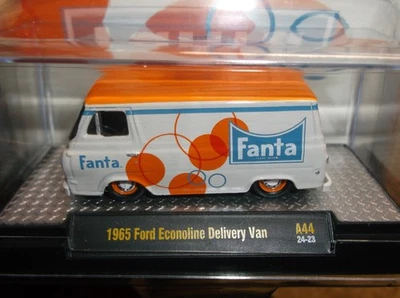 Fanta
Fanta
1965 Ford Econoline Delivery Van
A44
24-23